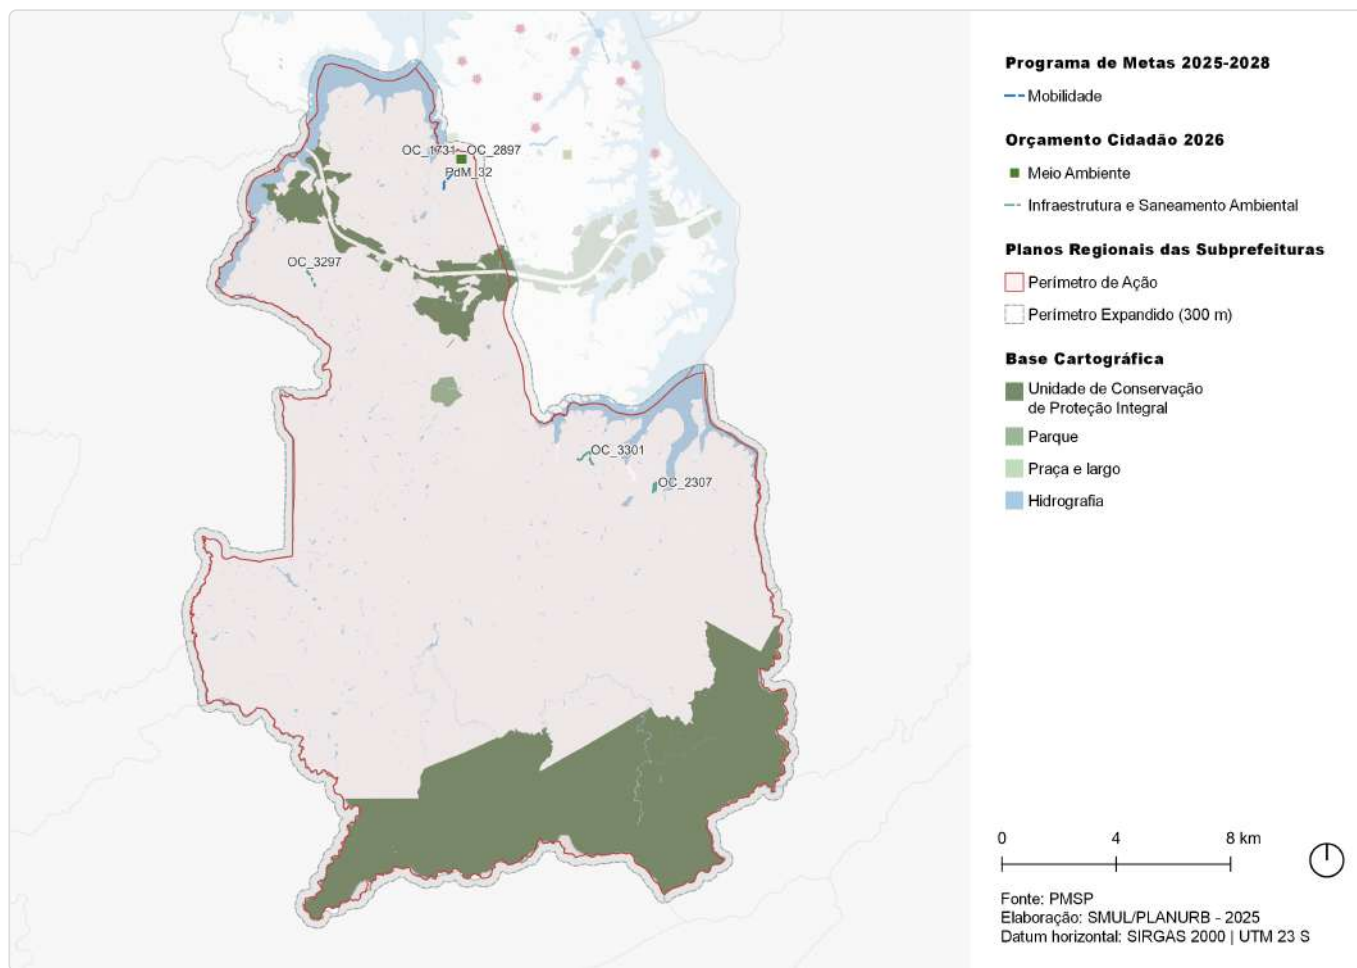 OC_1731
OC_2897
PdM_32
OC_3297
OC_3301
OC_2307
Programa de Metas 2025-2028
Mobilidade
Orçamento Cidadão 2026
Meio Ambiente
Infraestrutura e Saneamento Ambiental
Planos Regionais das Subprefeituras
Perímetro de Ação
Perímetro Expandido (300 m)
Base Cartográfica
Unidade de Conservação
de Proteção Integral
Parque
Praça e largo
Hidrografia
0 4 8 km
Fonte: PMSP
Elaboração: SMUL/PLANURB - 2025
Datum horizontal: SIRGAS 2000 | UTM 23 S